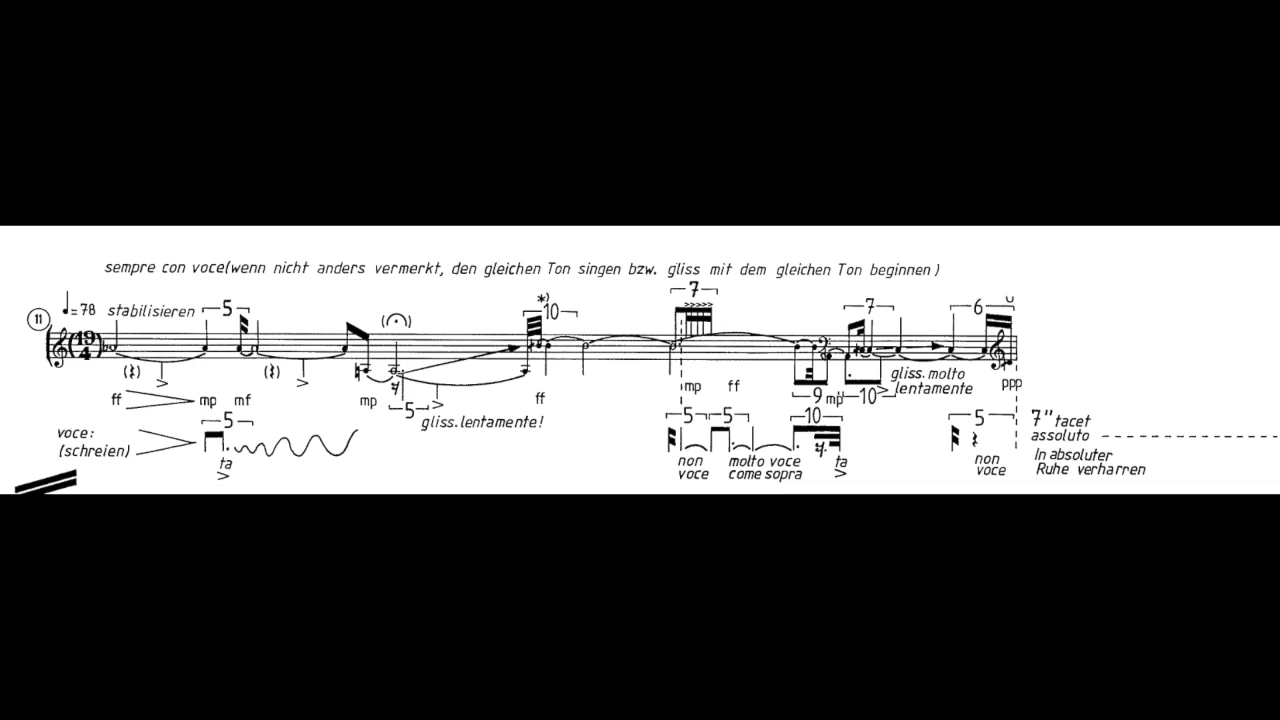 sempre con voce(wenn nicht anders vermerkt, den gleichen Ton singen bzw. gliss mit dem gleichen Ton beginnen)
11
♩=78 stabilisieren 5 *) 10 7 7 6
19
4
ff mp mf mp ff mp ff gliss.molto lentamente ppp
5 gliss.lentamente! 9 mp 10
voce:
(schreien)
5 5 5 10 5 7" tacet
assoluto
ta non
voce molto voce
come sopra ta non
voce In absoluter
Ruhe verharren